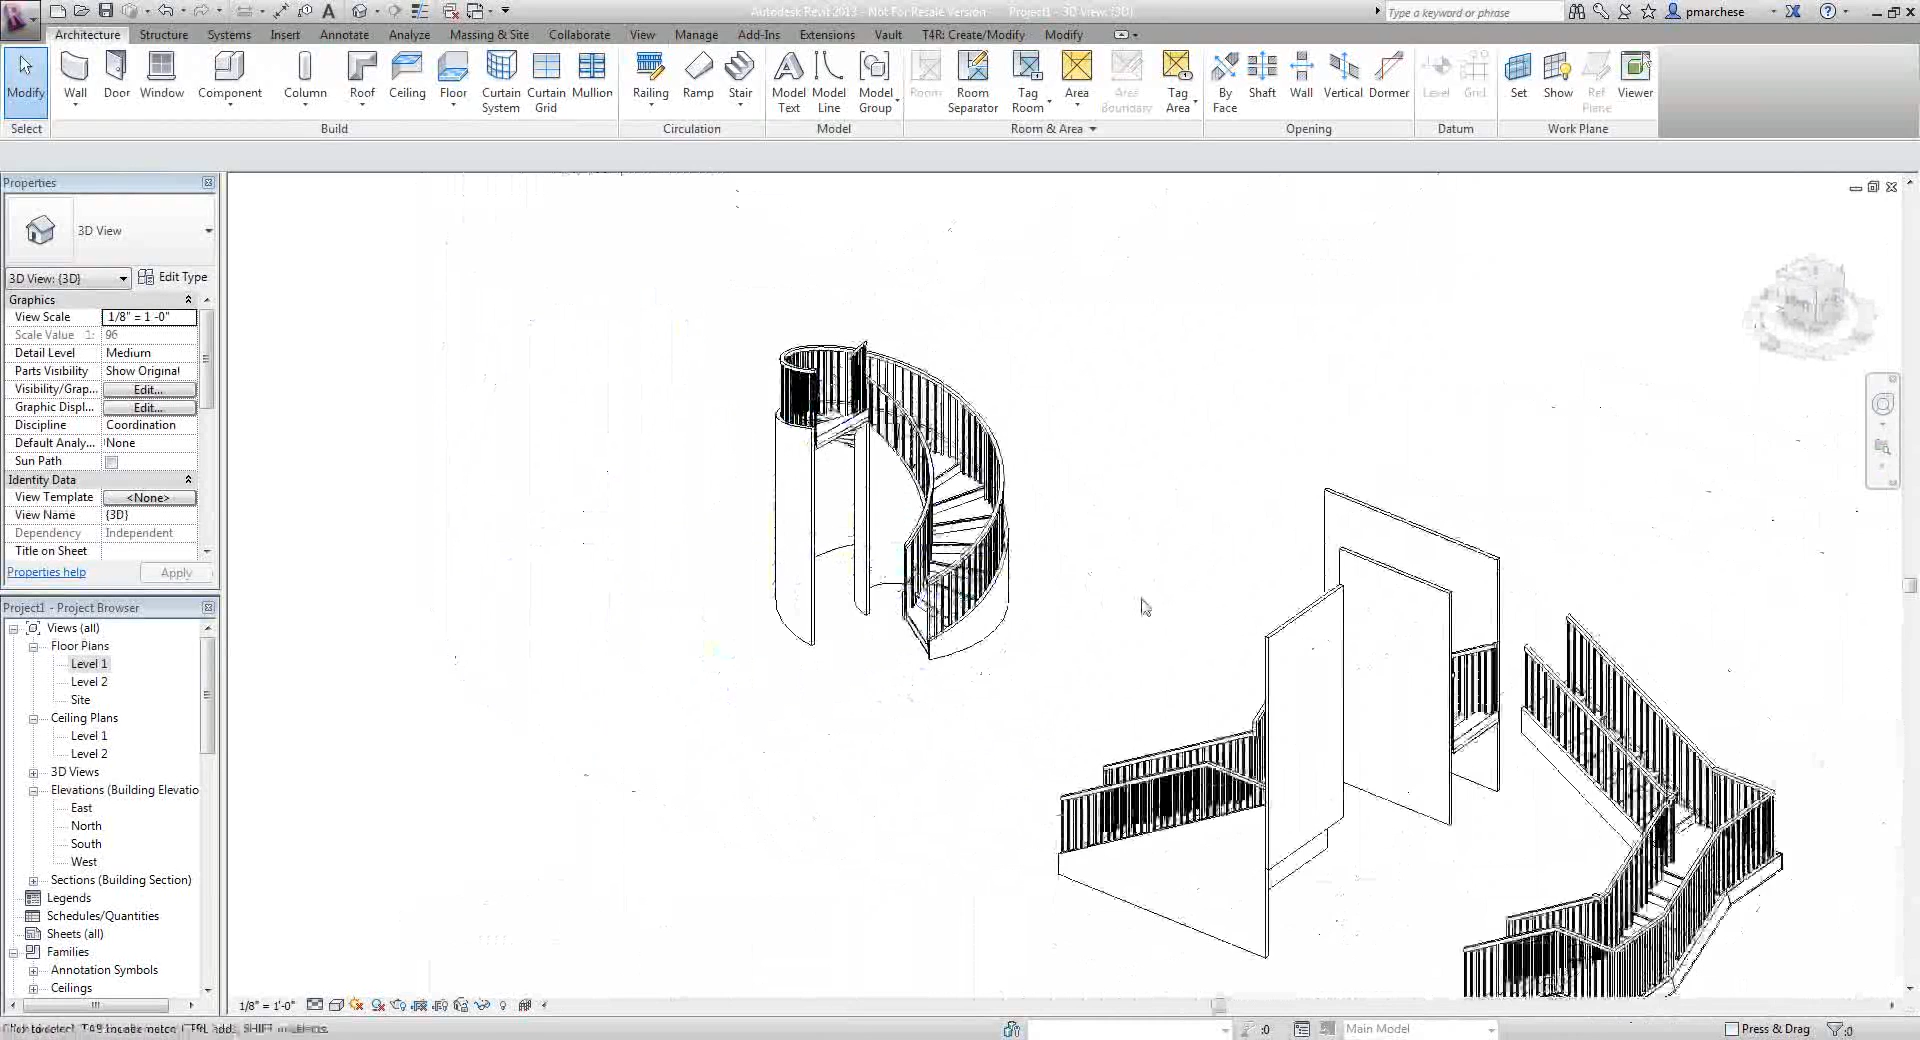 Autodesk Revit 2013 - Not For Resale Version - Project1 - 3D View: {3D}
Type a keyword or phrase
pmarchese
Architecture Structure Systems Insert Annotate Analyze Massing & Site Collaborate View Manage Add-Ins Extensions Vault T4R: Create/Modify Modify
Modify Wall Door Window Component Column Roof Ceiling Floor Curtain System Curtain Grid Mullion Railing Ramp Stair Model Text Model Line Model Group Room Room Separator Tag Room Area Area Boundary Tag Area By Face Shaft Wall Vertical Dormer Level Grid Set Show Ref Plane Viewer
Select Build Circulation Model Room & Area Opening Datum Work Plane
Properties
3D View
3D View: {3D} Edit Type
Graphics
View Scale 1/8" = 1'-0"
Scale Value 1: 96
Detail Level Medium
Parts Visibility Show Original
Visibility/Grap... Edit...
Graphic Displ... Edit...
Discipline Coordination
Default Analy... None
Sun Path
Identity Data
View Template <None>
View Name {3D}
Dependency Independent
Title on Sheet
Properties help Apply
Project1 - Project Browser
Views (all)
Floor Plans
Level 1
Level 2
Site
Ceiling Plans
Level 1
Level 2
3D Views
Elevations (Building Elevatio
East
North
South
West
Sections (Building Section)
Legends
Schedules/Quantities
Sheets (all)
Families
Annotation Symbols
Ceilings
1/8" = 1'-0"
:0 Main Model Press & Drag :0